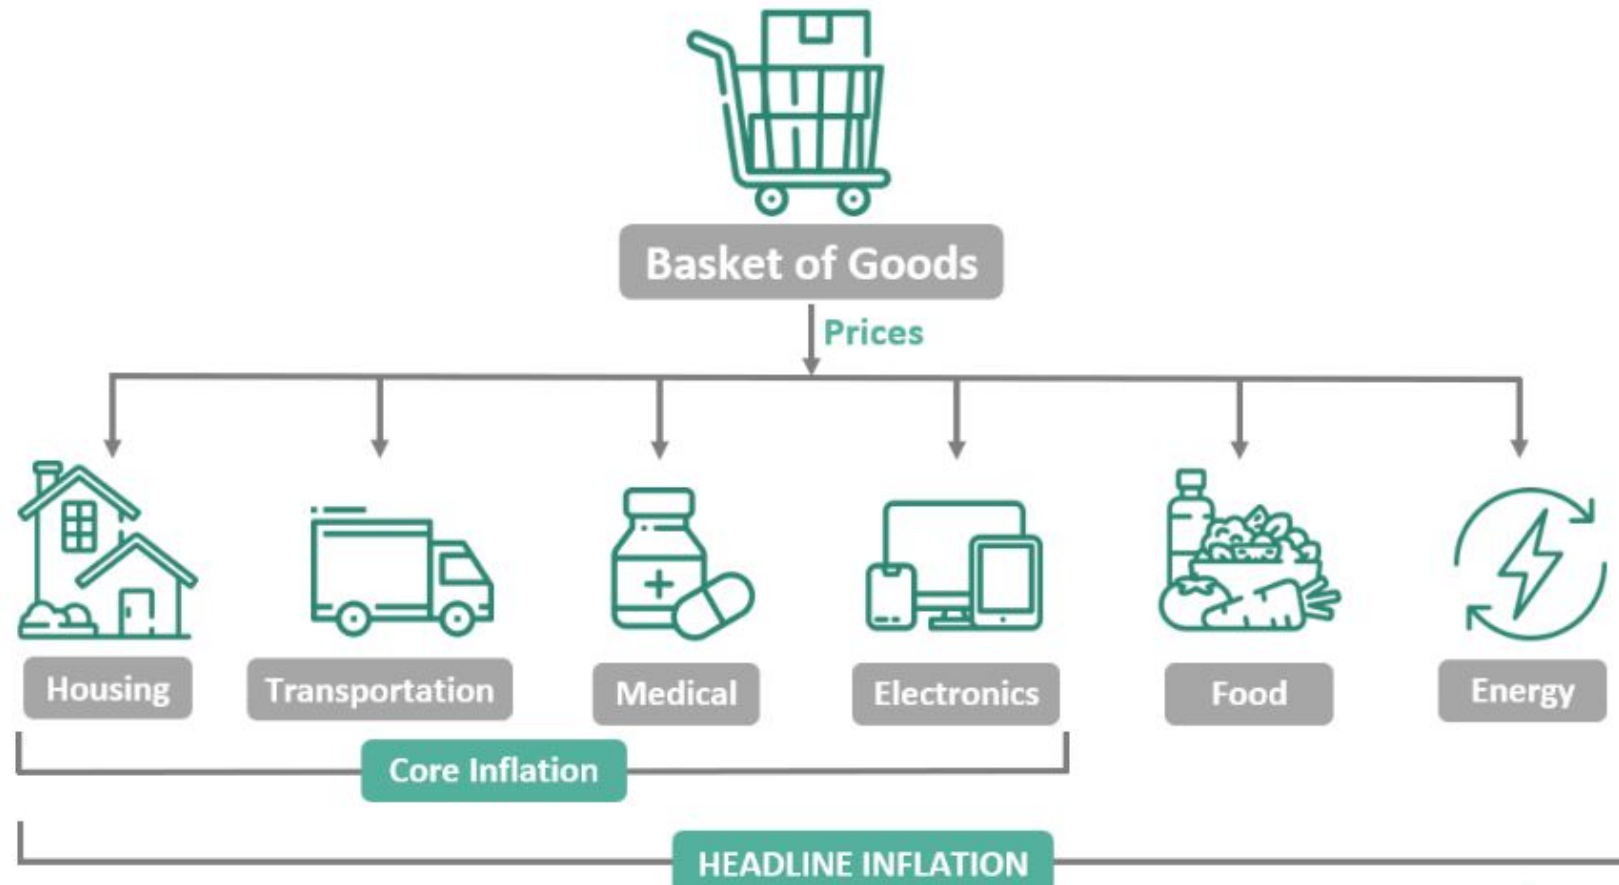 Basket of Goods
Prices
Housing
Transportation
Medical
Electronics
Food
Energy
Core Inflation
HEADLINE INFLATION